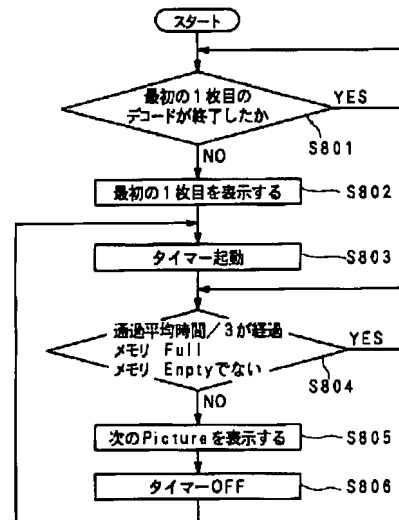 スタート
最初の1枚目の
デコードが終了したか
YES
S801
NO
最初の1枚目を表示する
S802
タイマー起動
S803
通過平均時間/3が経過
メモリ Full
メモリ Emptyでない
YES
S804
NO
次のPictureを表示する
S805
タイマーOFF
S806